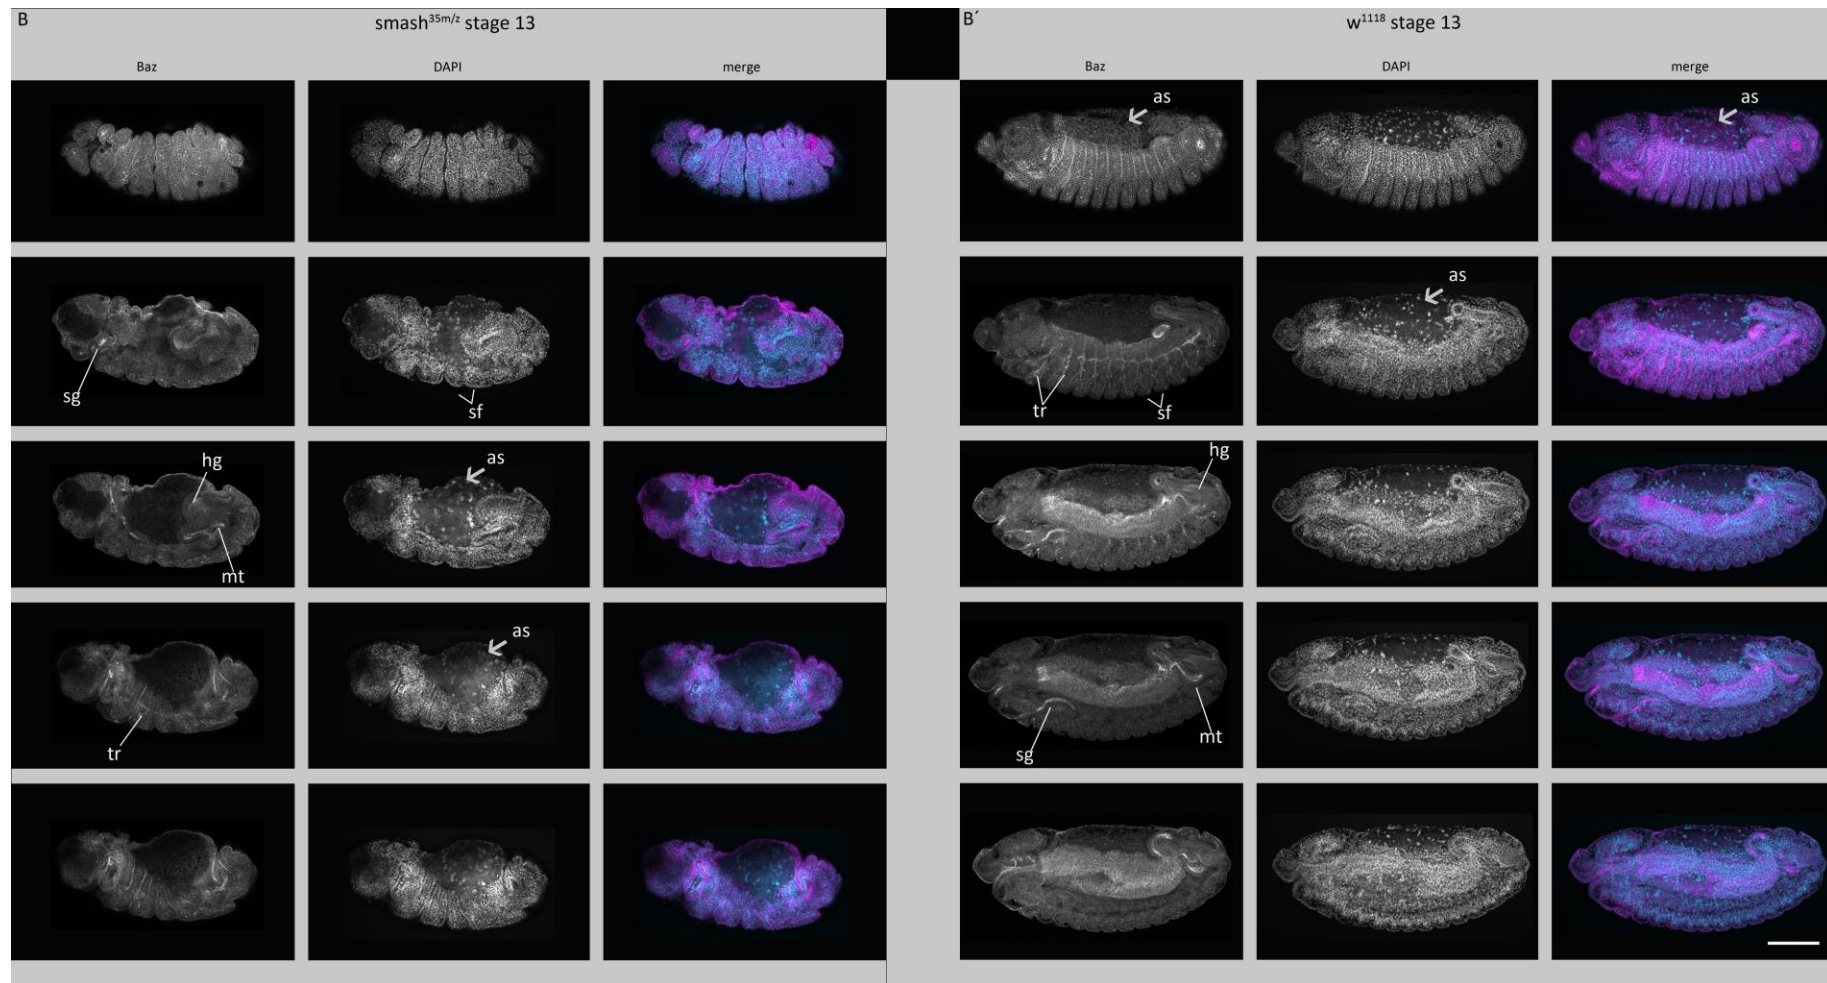 B smash³⁵ᵐ/ᶻ stage 13 B´ w¹¹¹⁸ stage 13
Baz DAPI merge Baz DAPI merge
as as
as
sg sf tr sf
hg as hg
mt
as
tr sg mt